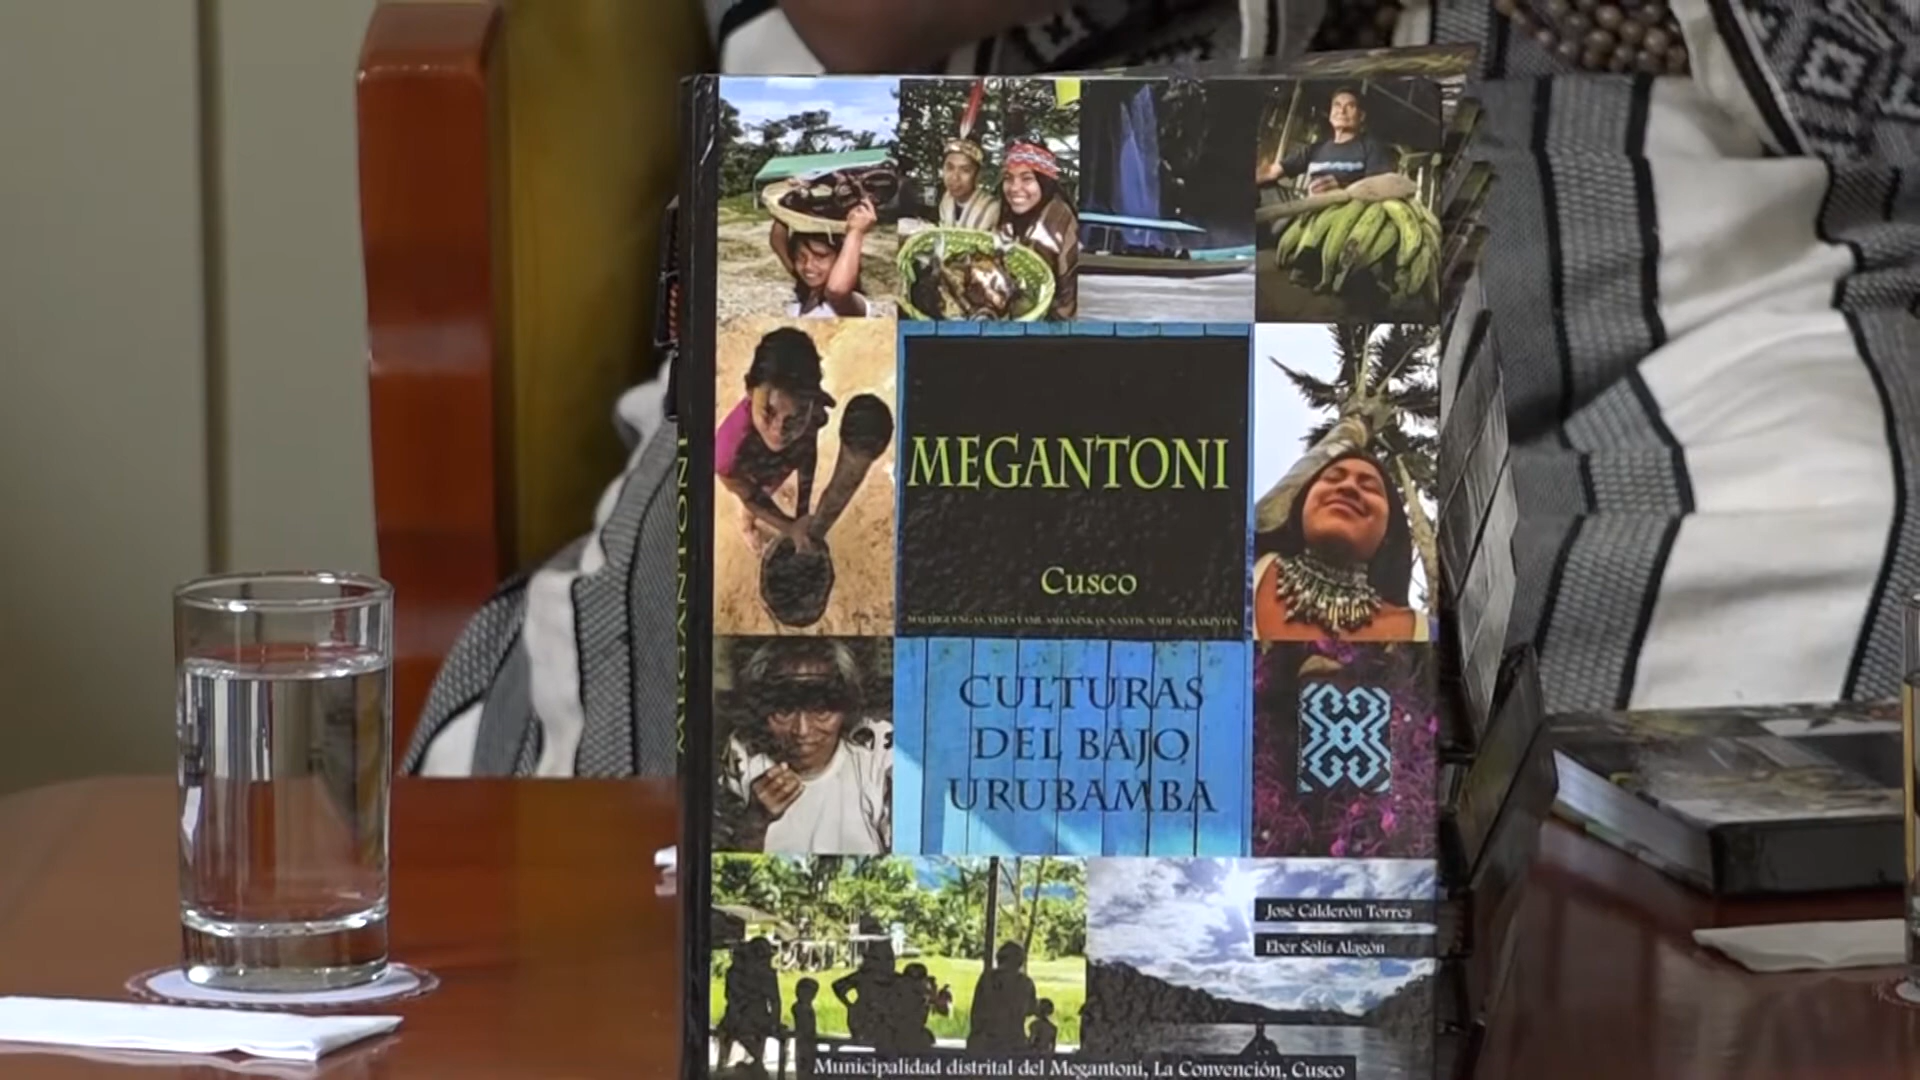 MEGANTONI
MEGANTONI
Cusco
CULTURAS
DEL BAJO
URUBAMBA
José Calderón Torres
Eber Solís Alagón
Municipalidad distrital del Megantoni, La Convención, Cusco